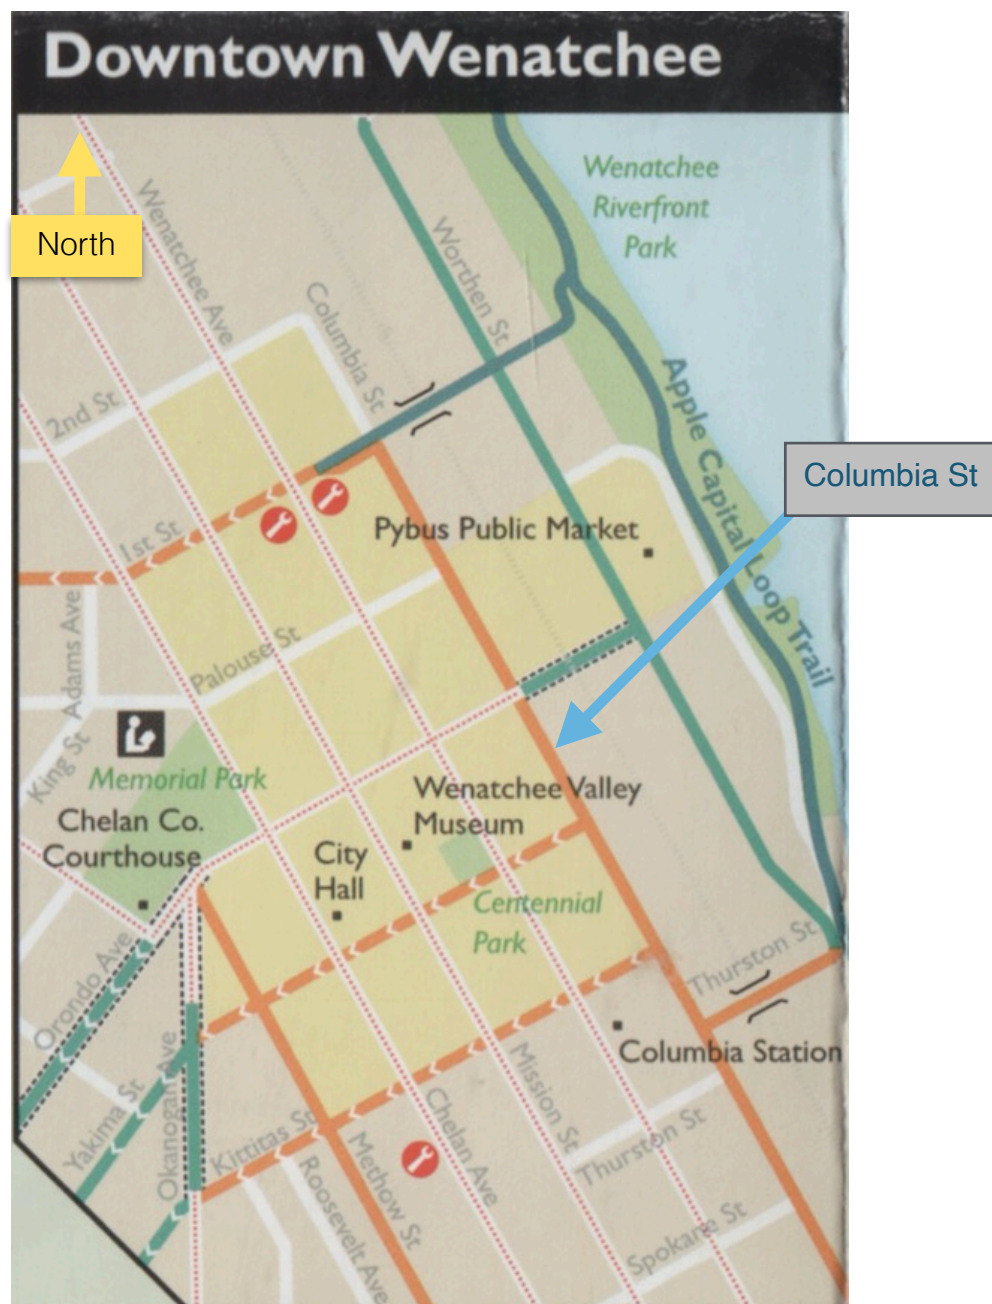 Downtown Wenatchee
North
Wenatchee
Riverfront
Park
Wenatchee Ave
Worthen St
Columbia St
2nd St
Apple Capital Loop Trail
Columbia St
1st St
Pybus Public Market
Adams Ave
Palouse St
King St
Memorial Park
Chelan Co.
Courthouse
Wenatchee Valley
Museum
City
Hall
Centennial
Park
Orondo Ave
Thurston St
Columbia Station
Yakima St
Okanogan Ave
Kittitas St
Mission St
Chelan Ave
Thurston St
Methow St
Roosevelt Ave
Spokane St